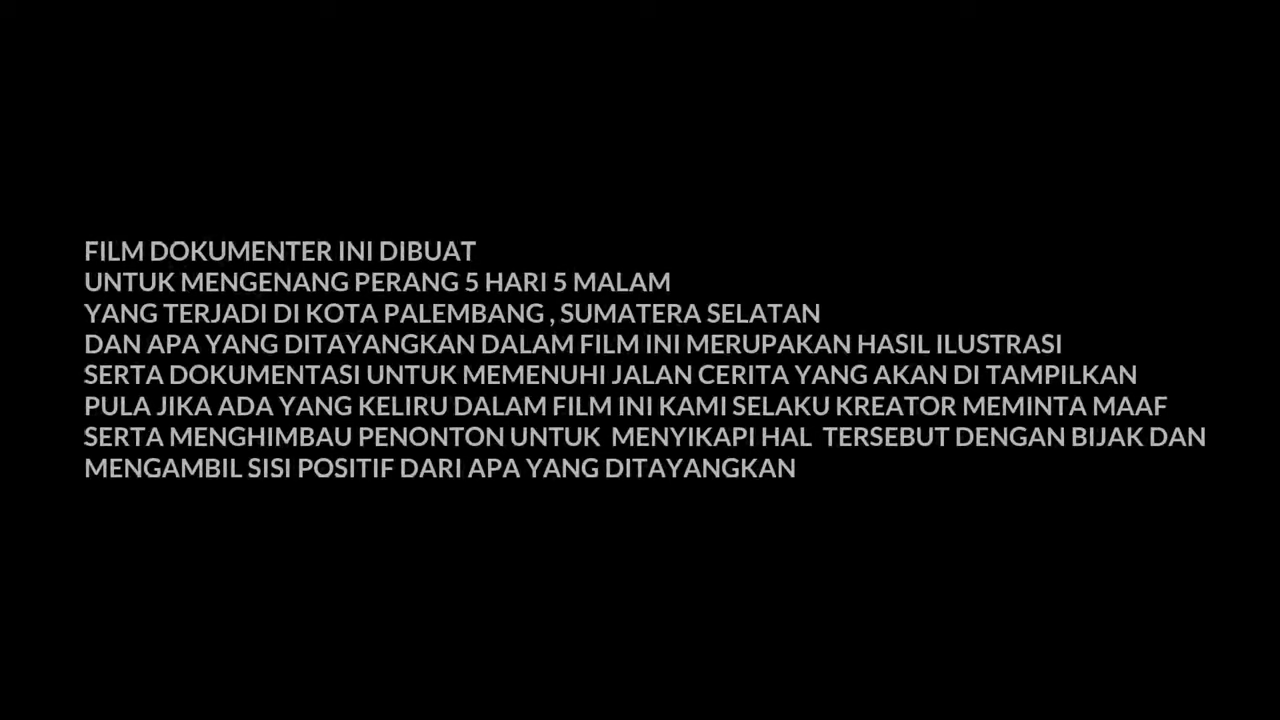 FILM DOKUMENTER INI DIBUAT
UNTUK MENGENANG PERANG 5 HARI 5 MALAM
YANG TERJADI DI KOTA PALEMBANG , SUMATERA SELATAN
DAN APA YANG DITAYANGKAN DALAM FILM INI MERUPAKAN HASIL ILUSTRASI
SERTA DOKUMENTASI UNTUK MEMENUHI JALAN CERITA YANG AKAN DI TAMPILKAN
PULA JIKA ADA YANG KELIRU DALAM FILM INI KAMI SELAKU KREATOR MEMINTA MAAF
SERTA MENGHIMBAU PENONTON UNTUK  MENYIKAPI HAL  TERSEBUT DENGAN BIJAK DAN
MENGAMBIL SISI POSITIF DARI APA YANG DITAYANGKAN